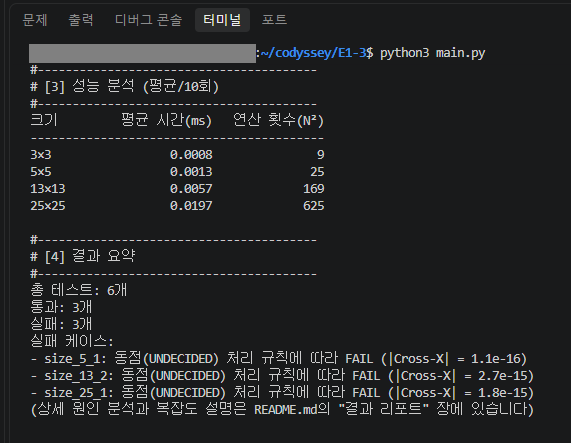 문제 출력 디버그 콘솔 터미널 포트
:~/codyssey/E1-3$ python3 main.py
#----------------------------------------
# [3] 성능 분석 (평균/10회)
#----------------------------------------
크기 평균 시간(ms) 연산 횟수(N²)
------------------------------------------
3×3 0.0008 9
5×5 0.0013 25
13×13 0.0057 169
25×25 0.0197 625
#----------------------------------------
# [4] 결과 요약
#----------------------------------------
총 테스트: 6개
통과: 3개
실패: 3개
실패 케이스:
- size_5_1: 동점(UNDECIDED) 처리 규칙에 따라 FAIL (|Cross-X| = 1.1e-16)
- size_13_2: 동점(UNDECIDED) 처리 규칙에 따라 FAIL (|Cross-X| = 2.7e-15)
- size_25_1: 동점(UNDECIDED) 처리 규칙에 따라 FAIL (|Cross-X| = 1.8e-15)
(상세 원인 분석과 복잡도 설명은 README.md의 "결과 리포트" 장에 있습니다)